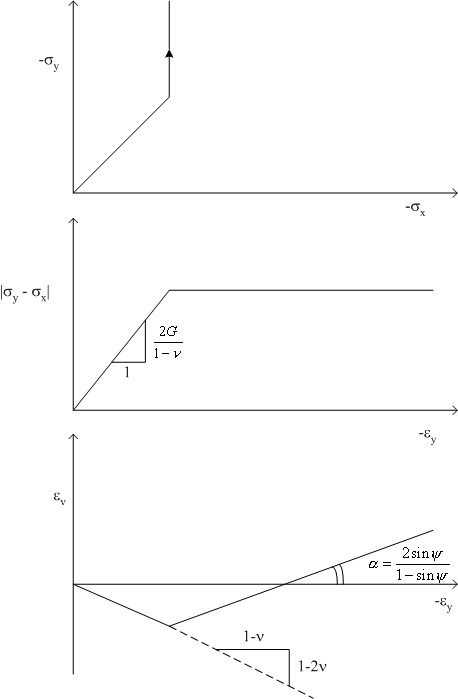 -σy
-σx
|σy - σx|
2G
1 - ν
1
-εy
εv
α = 2sinψ
1 - sinψ
-εy
1-ν
1-2ν